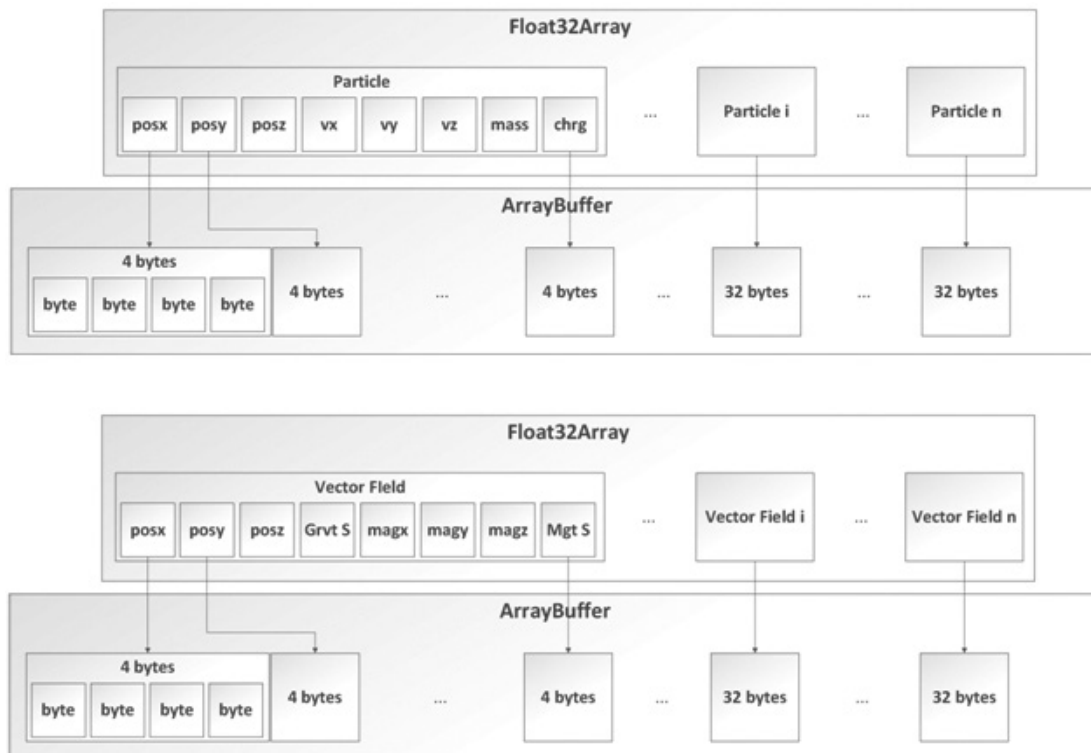 Float32Array
Particle
posx posy posz vx vy vz mass chrg ... Particle i ... Particle n
ArrayBuffer
4 bytes
byte byte byte byte 4 bytes ... 4 bytes ... 32 bytes ... 32 bytes
Float32Array
Vector FIeld
posx posy posz Grvt S magx magy magz Mgt S ... Vector Field i ... Vector Field n
ArrayBuffer
4 bytes
byte byte byte byte 4 bytes ... 4 bytes ... 32 bytes ... 32 bytes